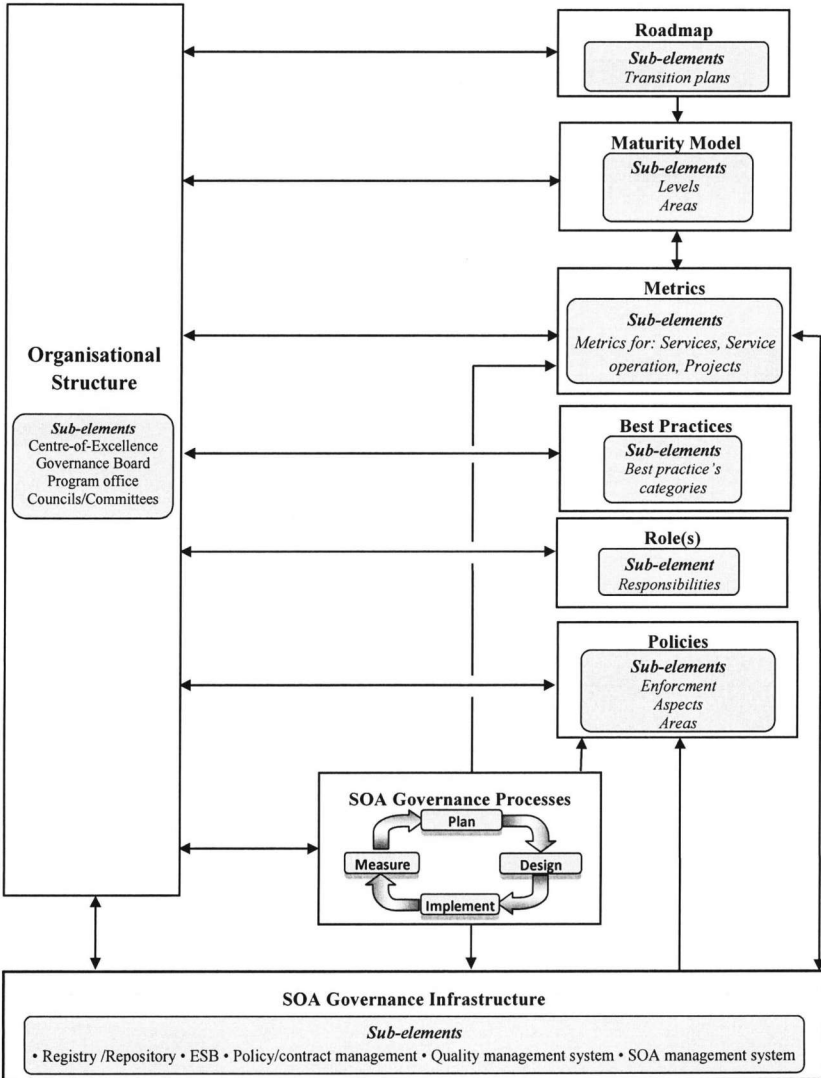 Roadmap
Sub-elements
Transition plans
Maturity Model
Sub-elements
Levels
Areas
Metrics
Sub-elements
Metrics for: Services, Service
operation, Projects
Organisational
Structure
Sub-elements
Centre-of-Excellence
Governance Board
Program office
Councils/Committees
Best Practices
Sub-elements
Best practice's
categories
Role(s)
Sub-element
Responsibilities
Policies
Sub-elements
Enforcment
Aspects
Areas
SOA Governance Processes
Plan
Measure
Design
Implement
SOA Governance Infrastructure
Sub-elements
• Registry /Repository • ESB • Policy/contract management • Quality management system • SOA management system